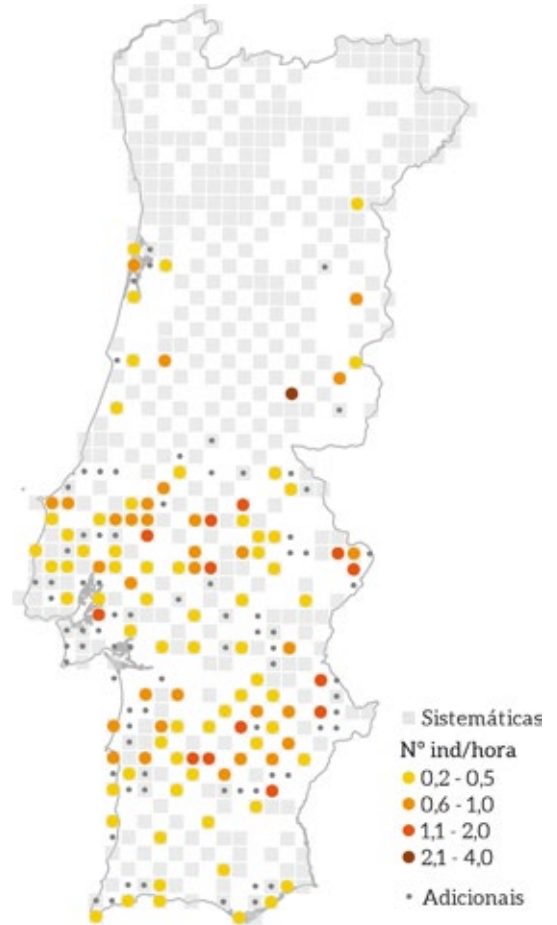 Sistemáticas
Nº ind/hora
0,2 - 0,5
0,6 - 1,0
1,1 - 2,0
2,1 - 4,0
Adicionais